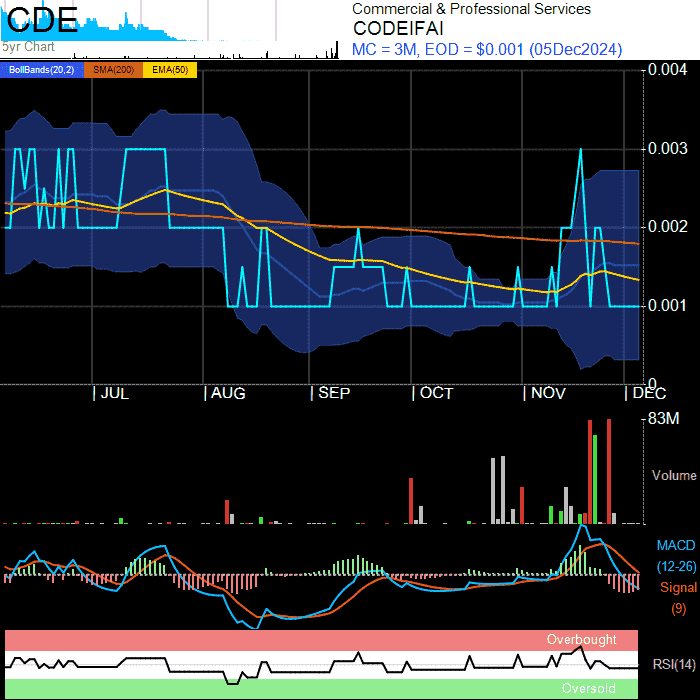 CDE
Commercial & Professional Services
CODEIFAI
5yr Chart
MC = 3M, EOD = $0.001 (05Dec2024)
BollBands(20,2) SMA(200) EMA(50)
0.004
0.003
0.002
0.001
0
JUL AUG SEP OCT NOV DEC
83M
Volume
MACD
(12-26)
Signal
(9)
Overbought
RSI(14)
Oversold